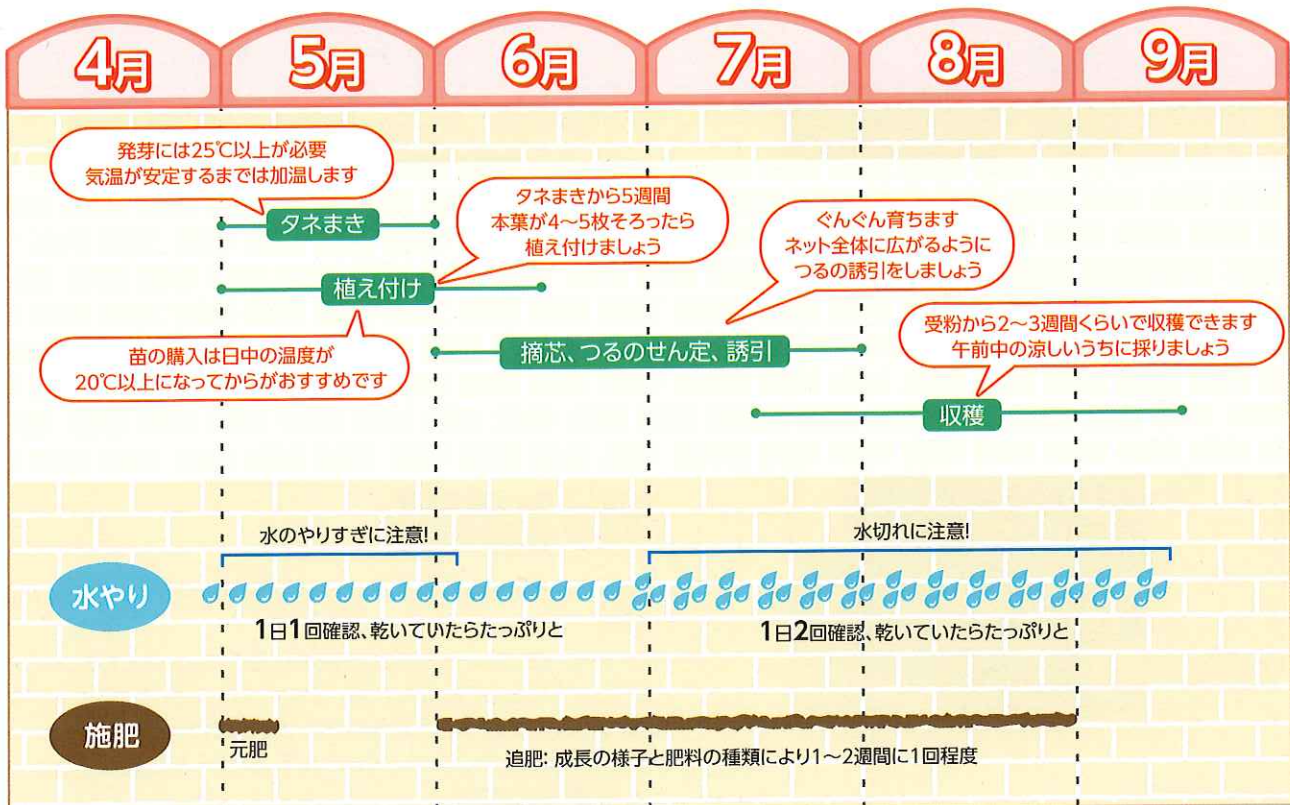 4月 5月 6月 7月 8月 9月
発芽には25℃以上が必要
気温が安定するまでは加温します
タネまき
タネまきから5週間
本葉が4～5枚そろったら
植え付けましょう
植え付け
苗の購入は日中の温度が
20℃以上になってからがおすすめです
ぐんぐん育ちます
ネット全体に広がるように
つるの誘引をしましょう
摘芯、つるのせん定、誘引
受粉から2～3週間くらいで収穫できます
午前中の涼しいうちに採りましょう
収穫
水のやりすぎに注意!
水切れに注意!
水やり
1日1回確認、乾いていたらたっぷりと
1日2回確認、乾いていたらたっぷりと
施肥
元肥
追肥: 成長の様子と肥料の種類により1～2週間に1回程度